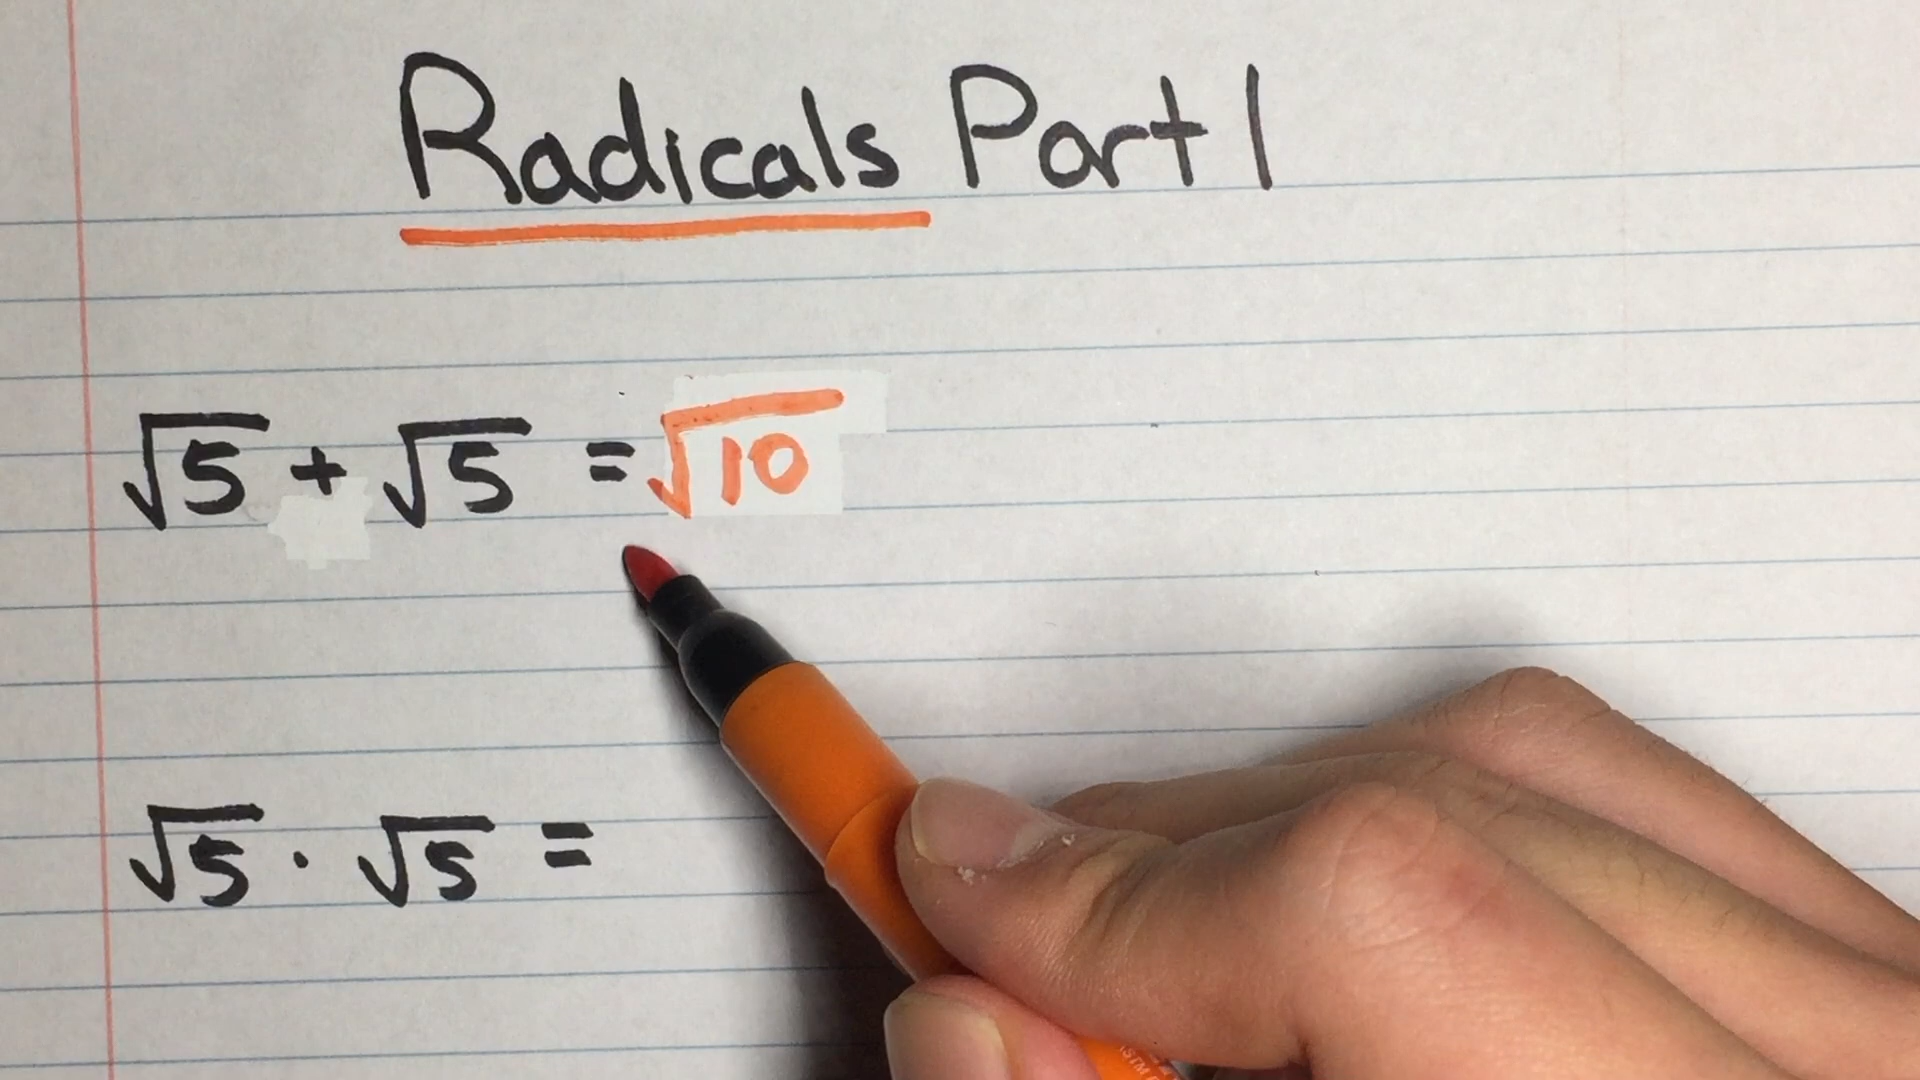 Radicals Part 1
√5 + √5 = √10
√5 · √5 =